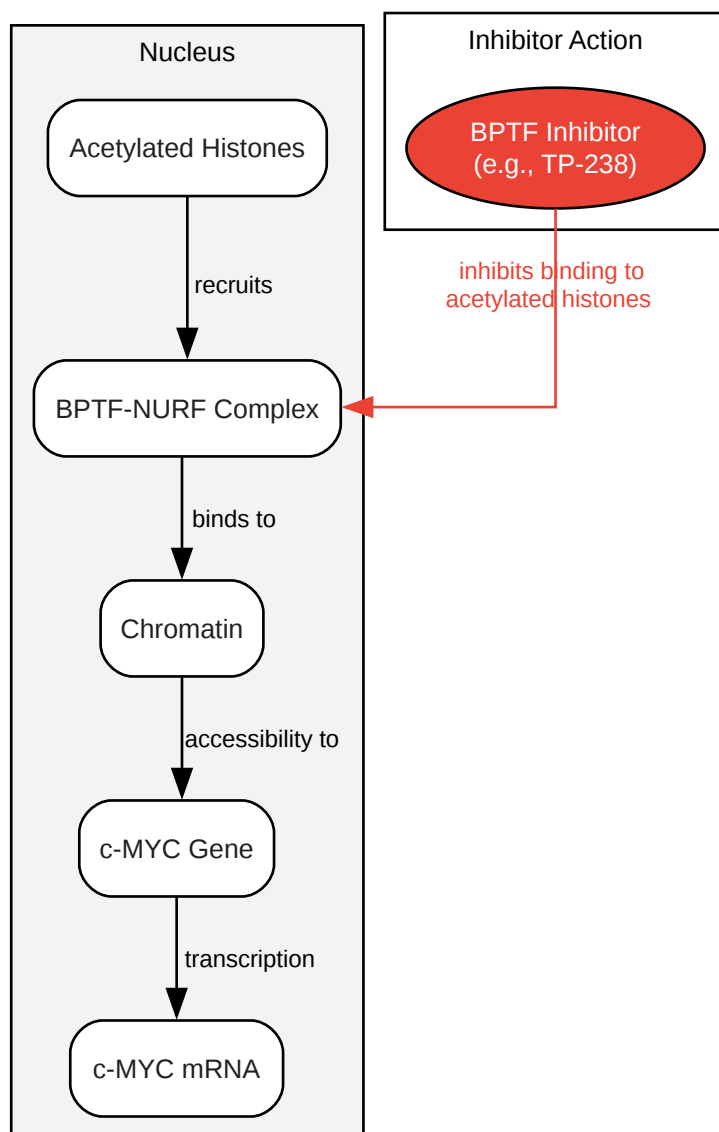 Nucleus
Acetylated Histones
recruits
BPTF-NURF Complex
binds to
Chromatin
accessibility to
c-MYC Gene
transcription
c-MYC mRNA
Inhibitor Action
BPTF Inhibitor
(e.g., TP-238)
inhibits binding to
acetylated histones